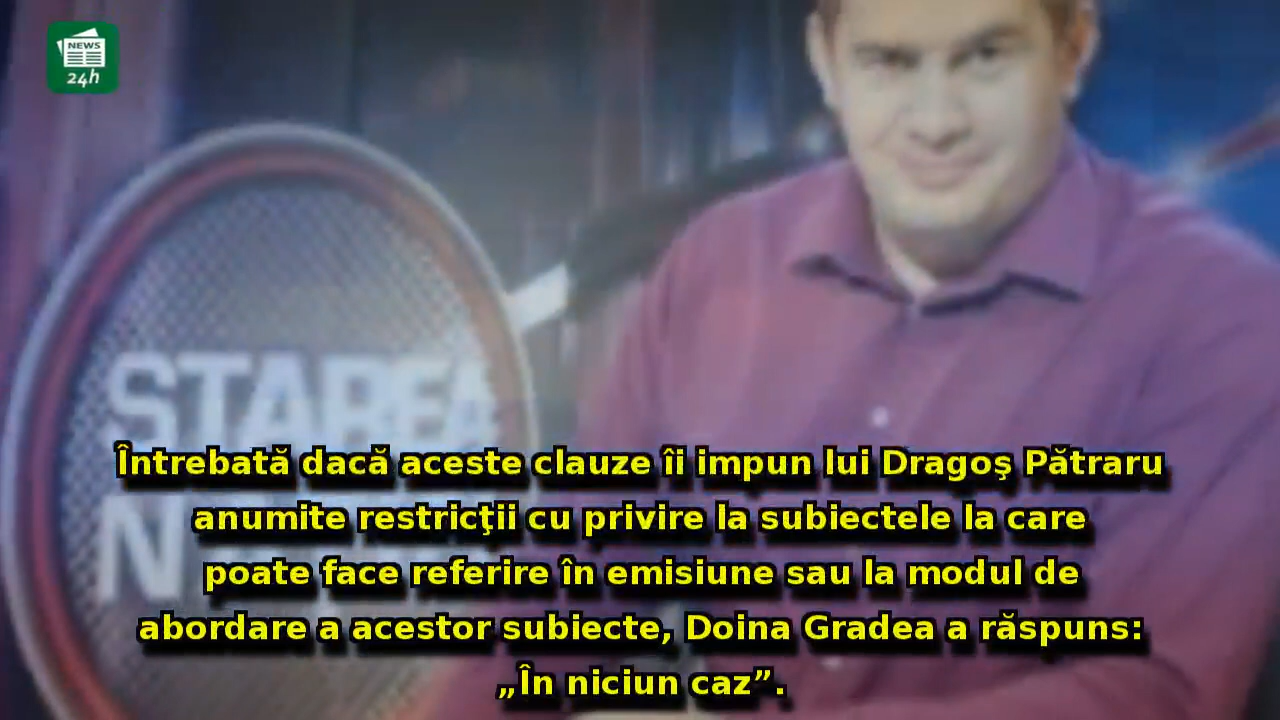 NEWS
24h
STAREA
N
Întrebată dacă aceste clauze îi impun lui Dragoş Pătraru
anumite restricţii cu privire la subiectele la care
poate face referire în emisiune sau la modul de
abordare a acestor subiecte, Doina Gradea a răspuns:
„În niciun caz”.